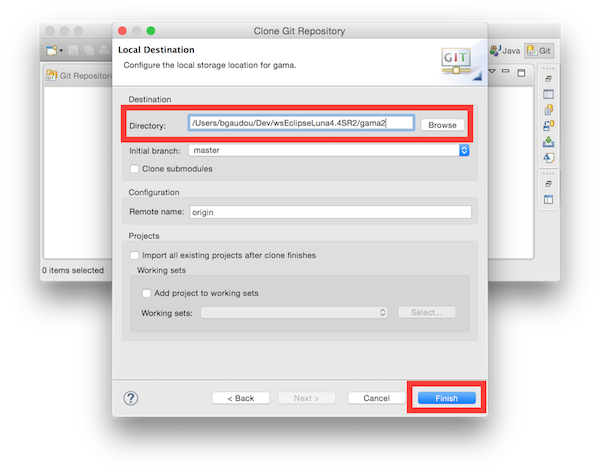 Clone Git Repository
Java
Git
Git Repositori
Local Destination
Configure the local storage location for gama.
GIT
Destination
Directory: /Users/bgaudou/Dev/wsEclipseLuna4.4SR2/gama2 Browse
Initial branch: master
Clone submodules
Configuration
Remote name: origin
Projects
Import all existing projects after clone finishes
0 items selected
Working sets
Add project to working sets
Working sets: Select...
? < Back Next > Cancel Finish